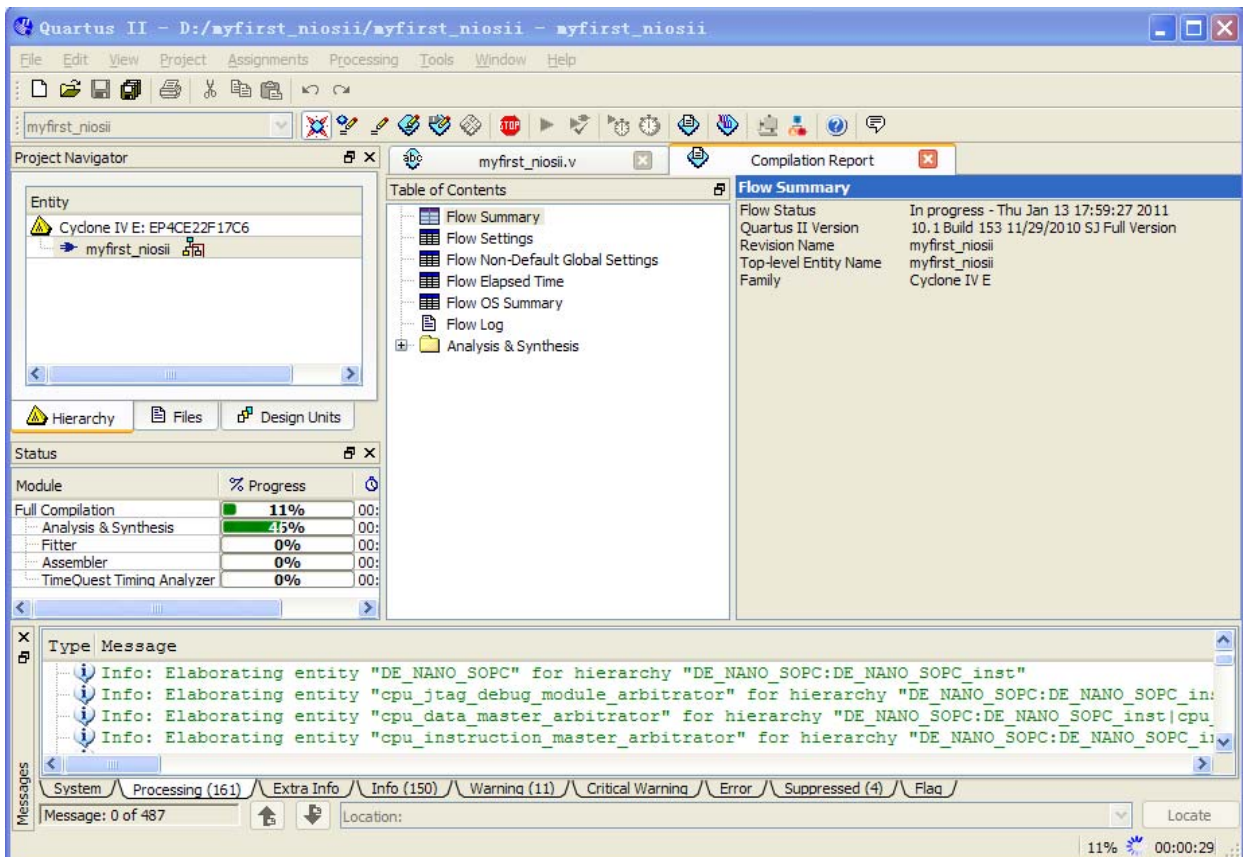 Quartus II - D:/myfirst_niosii/myfirst_niosii - myfirst_niosii
File Edit View Project Assignments Processing Tools Window Help
myfirst_niosii
STOP
Project Navigator
Entity
Cyclone IV E: EP4CE22F17C6
myfirst_niosii
Hierarchy Files Design Units
Status
Module % Progress
Full Compilation 11% 00:
Analysis & Synthesis 45% 00:
Fitter 0% 00:
Assembler 0% 00:
TimeQuest Timing Analyzer 0% 00:
abc myfirst_niosii.v Compilation Report
Table of Contents
Flow Summary
Flow Settings
Flow Non-Default Global Settings
Flow Elapsed Time
Flow OS Summary
Flow Log
Analysis & Synthesis
Flow Summary
Flow Status In progress - Thu Jan 13 17:59:27 2011
Quartus II Version 10.1 Build 153 11/29/2010 SJ Full Version
Revision Name myfirst_niosii
Top-level Entity Name myfirst_niosii
Family Cyclone IV E
Type Message
Info: Elaborating entity "DE_NANO_SOPC" for hierarchy "DE_NANO_SOPC:DE_NANO_SOPC_inst"
Info: Elaborating entity "cpu_jtag_debug_module_arbitrator" for hierarchy "DE_NANO_SOPC:DE_NANO_SOPC_ins
Info: Elaborating entity "cpu_data_master_arbitrator" for hierarchy "DE_NANO_SOPC:DE_NANO_SOPC_inst|cpu_
Info: Elaborating entity "cpu_instruction_master_arbitrator" for hierarchy "DE_NANO_SOPC:DE_NANO_SOPC_i
System Processing (161) Extra Info Info (150) Warning (11) Critical Warning Error Suppressed (4) Flag
Messages
Message: 0 of 487 Location: Locate
11% 00:00:29